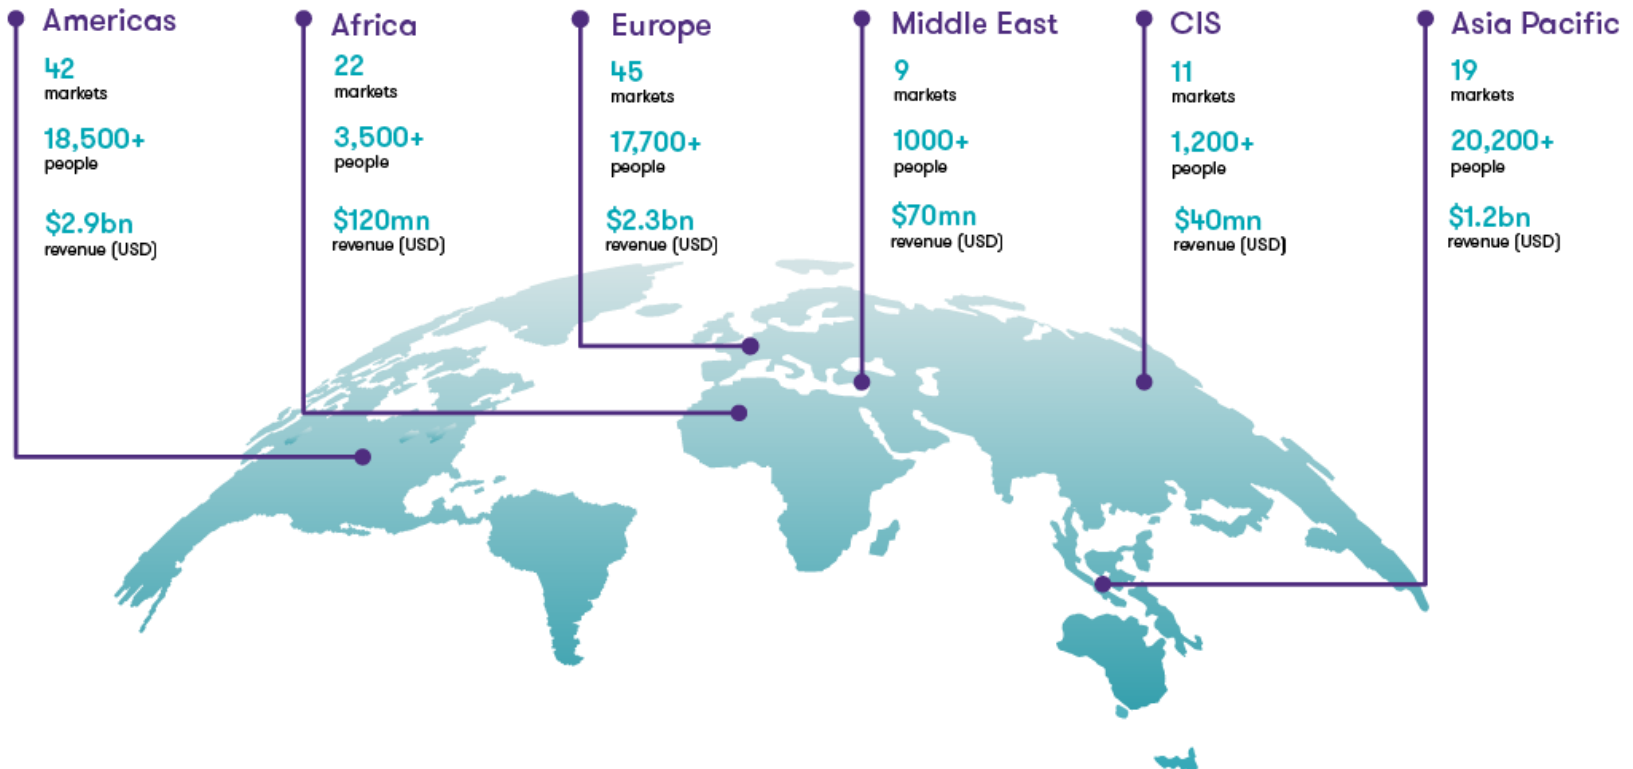 Americas
42
markets
18,500+
people
$2.9bn
revenue (USD)
Africa
22
markets
3,500+
people
$120mn
revenue (USD)
Europe
45
markets
17,700+
people
$2.3bn
revenue (USD)
Middle East
9
markets
1000+
people
$70mn
revenue (USD)
CIS
11
markets
1,200+
people
$40mn
revenue (USD)
Asia Pacific
19
markets
20,200+
people
$1.2bn
revenue (USD)